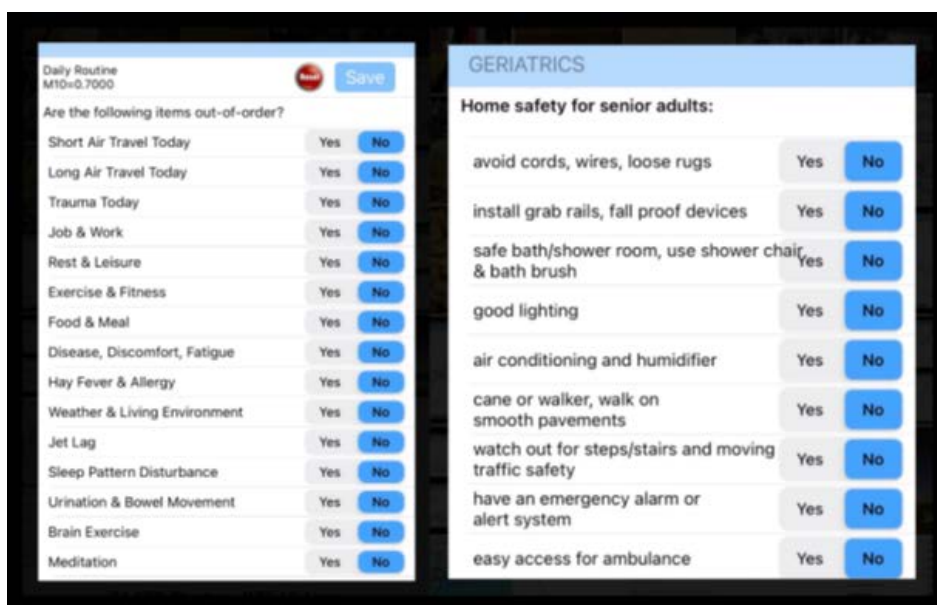 Daily Routine
M10=0.7000
Reset
Save
Are the following items out-of-order?
Short Air Travel Today Yes No
Long Air Travel Today Yes No
Trauma Today Yes No
Job & Work Yes No
Rest & Leisure Yes No
Exercise & Fitness Yes No
Food & Meal Yes No
Disease, Discomfort, Fatigue Yes No
Hay Fever & Allergy Yes No
Weather & Living Environment Yes No
Jet Lag Yes No
Sleep Pattern Disturbance Yes No
Urination & Bowel Movement Yes No
Brain Exercise Yes No
Meditation Yes No
GERIATRICS
Home safety for senior adults:
avoid cords, wires, loose rugs Yes No
install grab rails, fall proof devices Yes No
safe bath/shower room, use shower chair
& bath brush Yes No
good lighting Yes No
air conditioning and humidifier Yes No
cane or walker, walk on
smooth pavements Yes No
watch out for steps/stairs and moving
traffic safety Yes No
have an emergency alarm or
alert system Yes No
easy access for ambulance Yes No